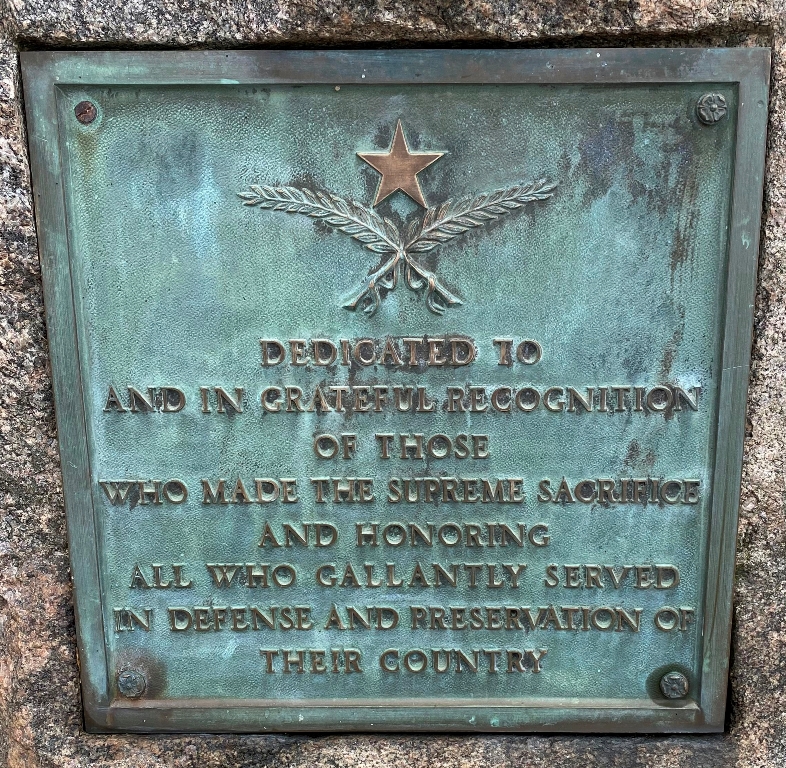 DEDICATED TO
AND IN GRATEFUL RECOGNITION
OF THOSE
WHO MADE THE SUPREME SACRIFICE
AND HONORING
ALL WHO GALLANTLY SERVED
IN DEFENSE AND PRESERVATION OF
THEIR COUNTRY